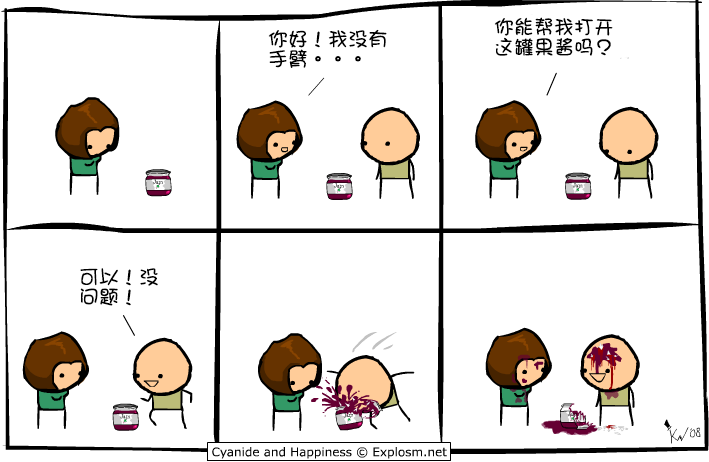 你好！我没有
手臂。。。
你能帮我打开
这罐果酱吗？
可以！没
问题！
Cyanide and Happiness © Explosm.net